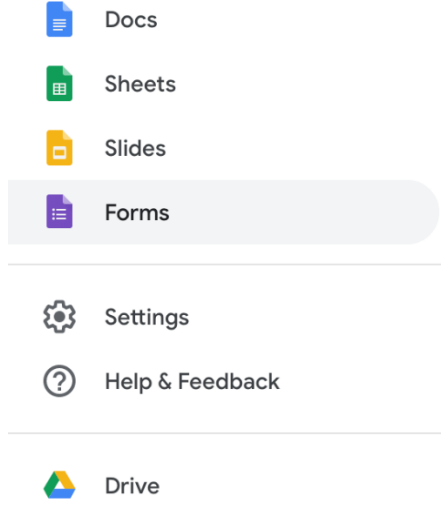 Docs
Sheets
Slides
Forms
Settings
Help & Feedback
Drive